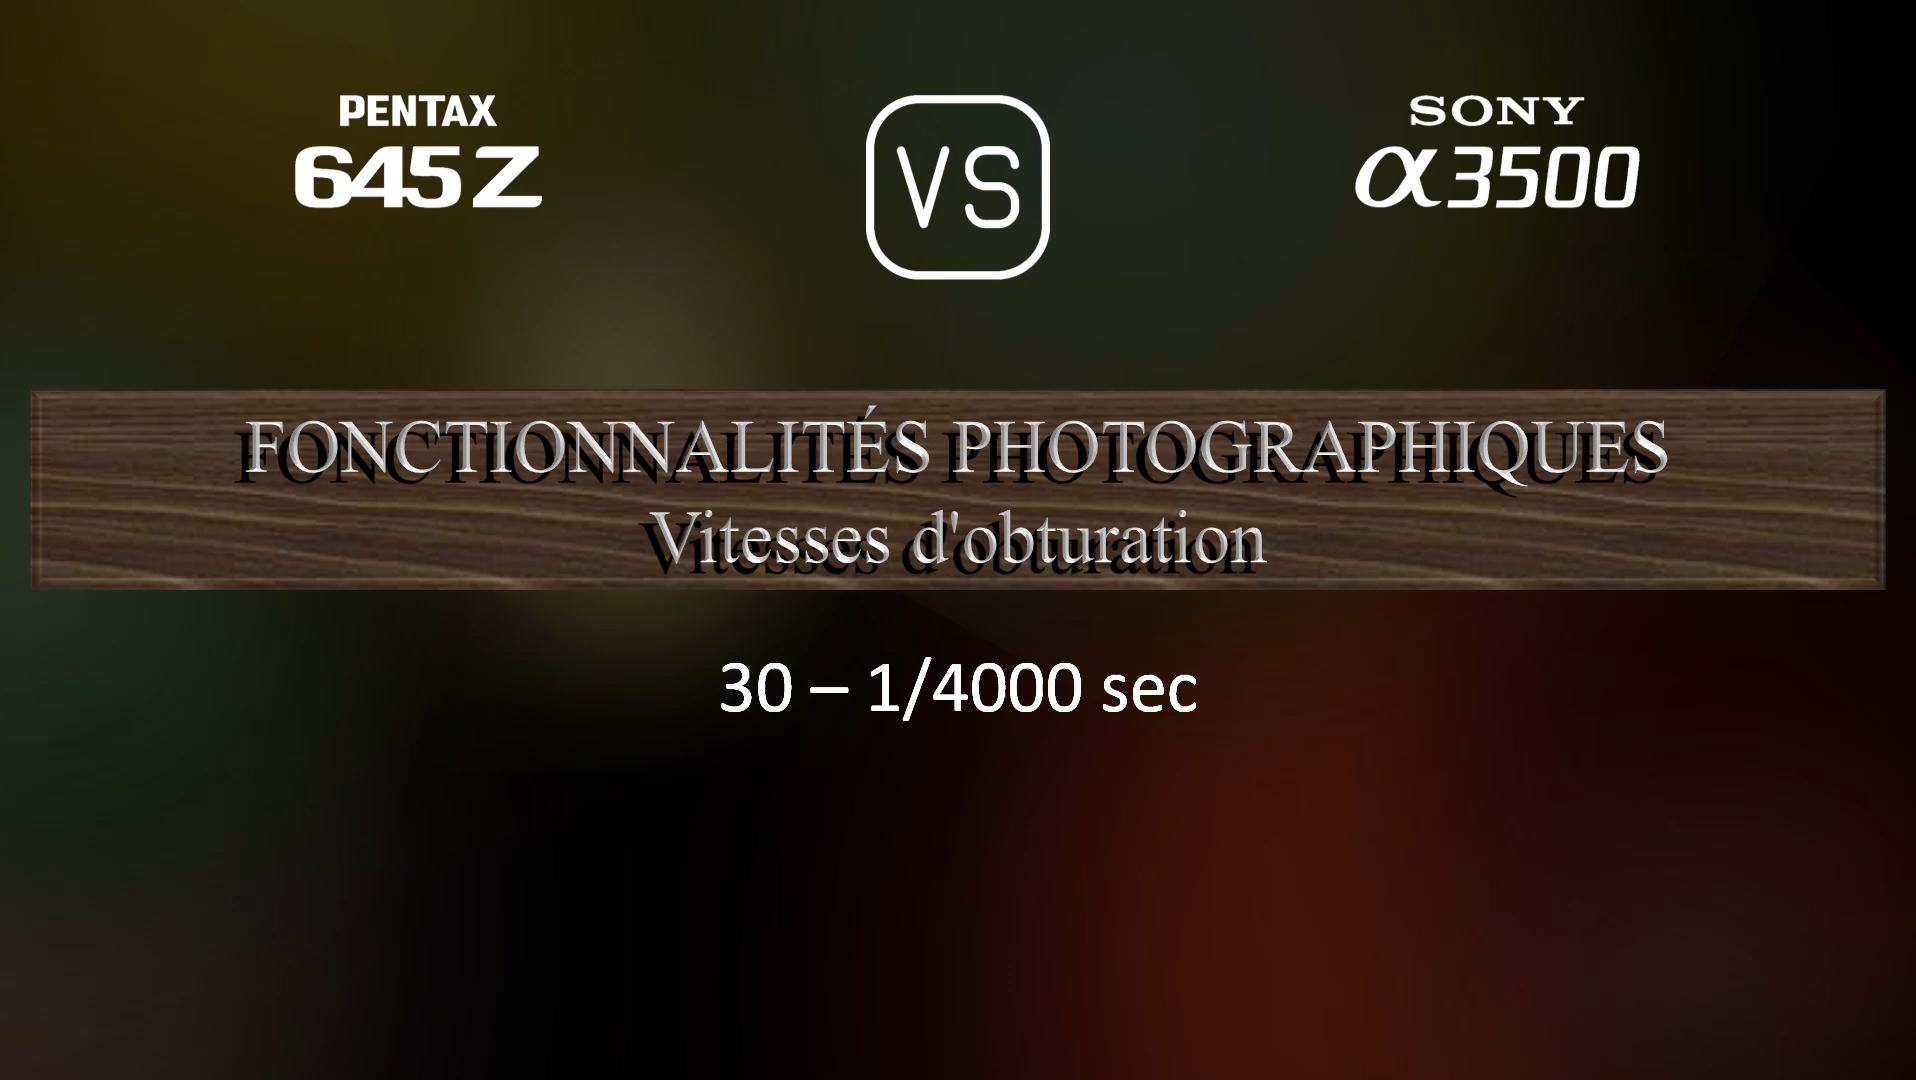 PENTAX
645Z
VS
SONY
α3500
FONCTIONNALITÉS PHOTOGRAPHIQUES
Vitesses d'obturation
30 – 1/4000 sec